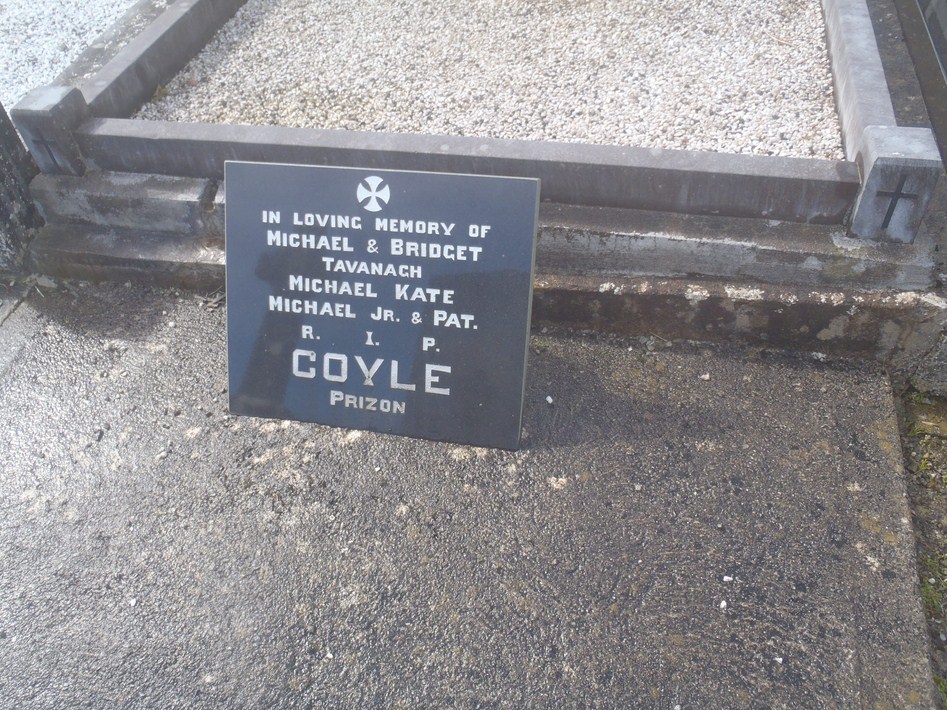 IN LOVING MEMORY OF
MICHAEL & BRIDGET
TAVANAGH
MICHAEL KATE
MICHAEL JR. & PAT.
R. I. P.
COYLE
PRIZON